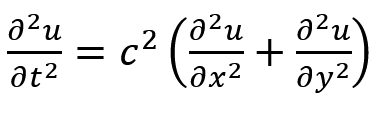 ∂²u/∂t² = c² (∂²u/∂x² + ∂²u/∂y²)